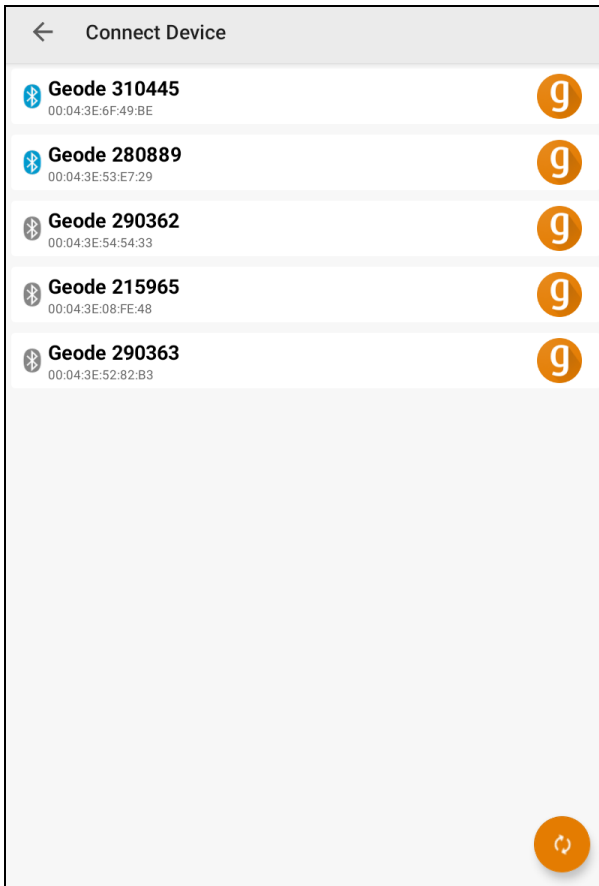 Connect Device
Geode 310445
00:04:3E:6F:49:BE
g
Geode 280889
00:04:3E:53:E7:29
g
Geode 290362
00:04:3E:54:54:33
g
Geode 215965
00:04:3E:08:FE:48
g
Geode 290363
00:04:3E:52:82:B3
g